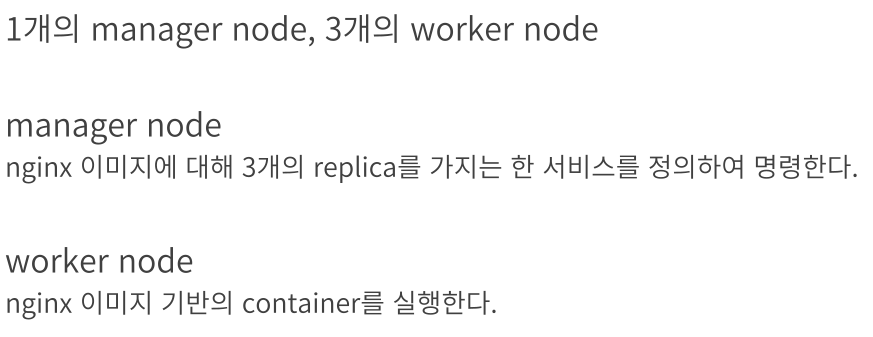 1개의 manager node, 3개의 worker node
manager node
nginx 이미지에 대해 3개의 replica를 가지는 한 서비스를 정의하여 명령한다.
worker node
nginx 이미지 기반의 container를 실행한다.